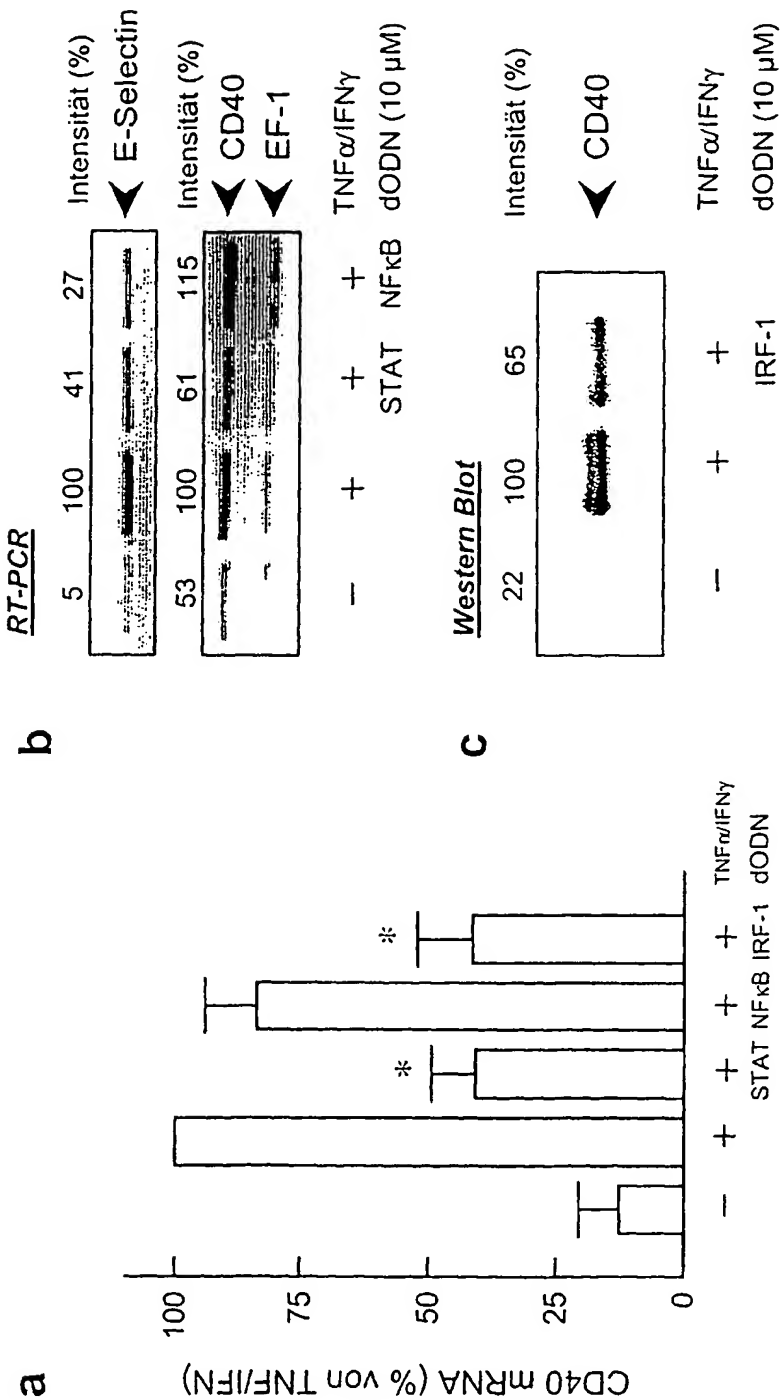 a
CD40 mRNA (% von TNF/IFN)
100
75
50
25
0
− + + + + TNFα/IFNγ
STAT NFκB IRF-1 dODN
* *
b
RT-PCR
5 100 41 27 Intensität (%)
E-Selectin
53 100 61 115 Intensität (%)
CD40
EF-1
− + + + TNFα/IFNγ
STAT NFκB dODN (10 µM)
c
Western Blot
22 100 65 Intensität (%)
CD40
− + + TNFα/IFNγ
IRF-1 dODN (10 µM)